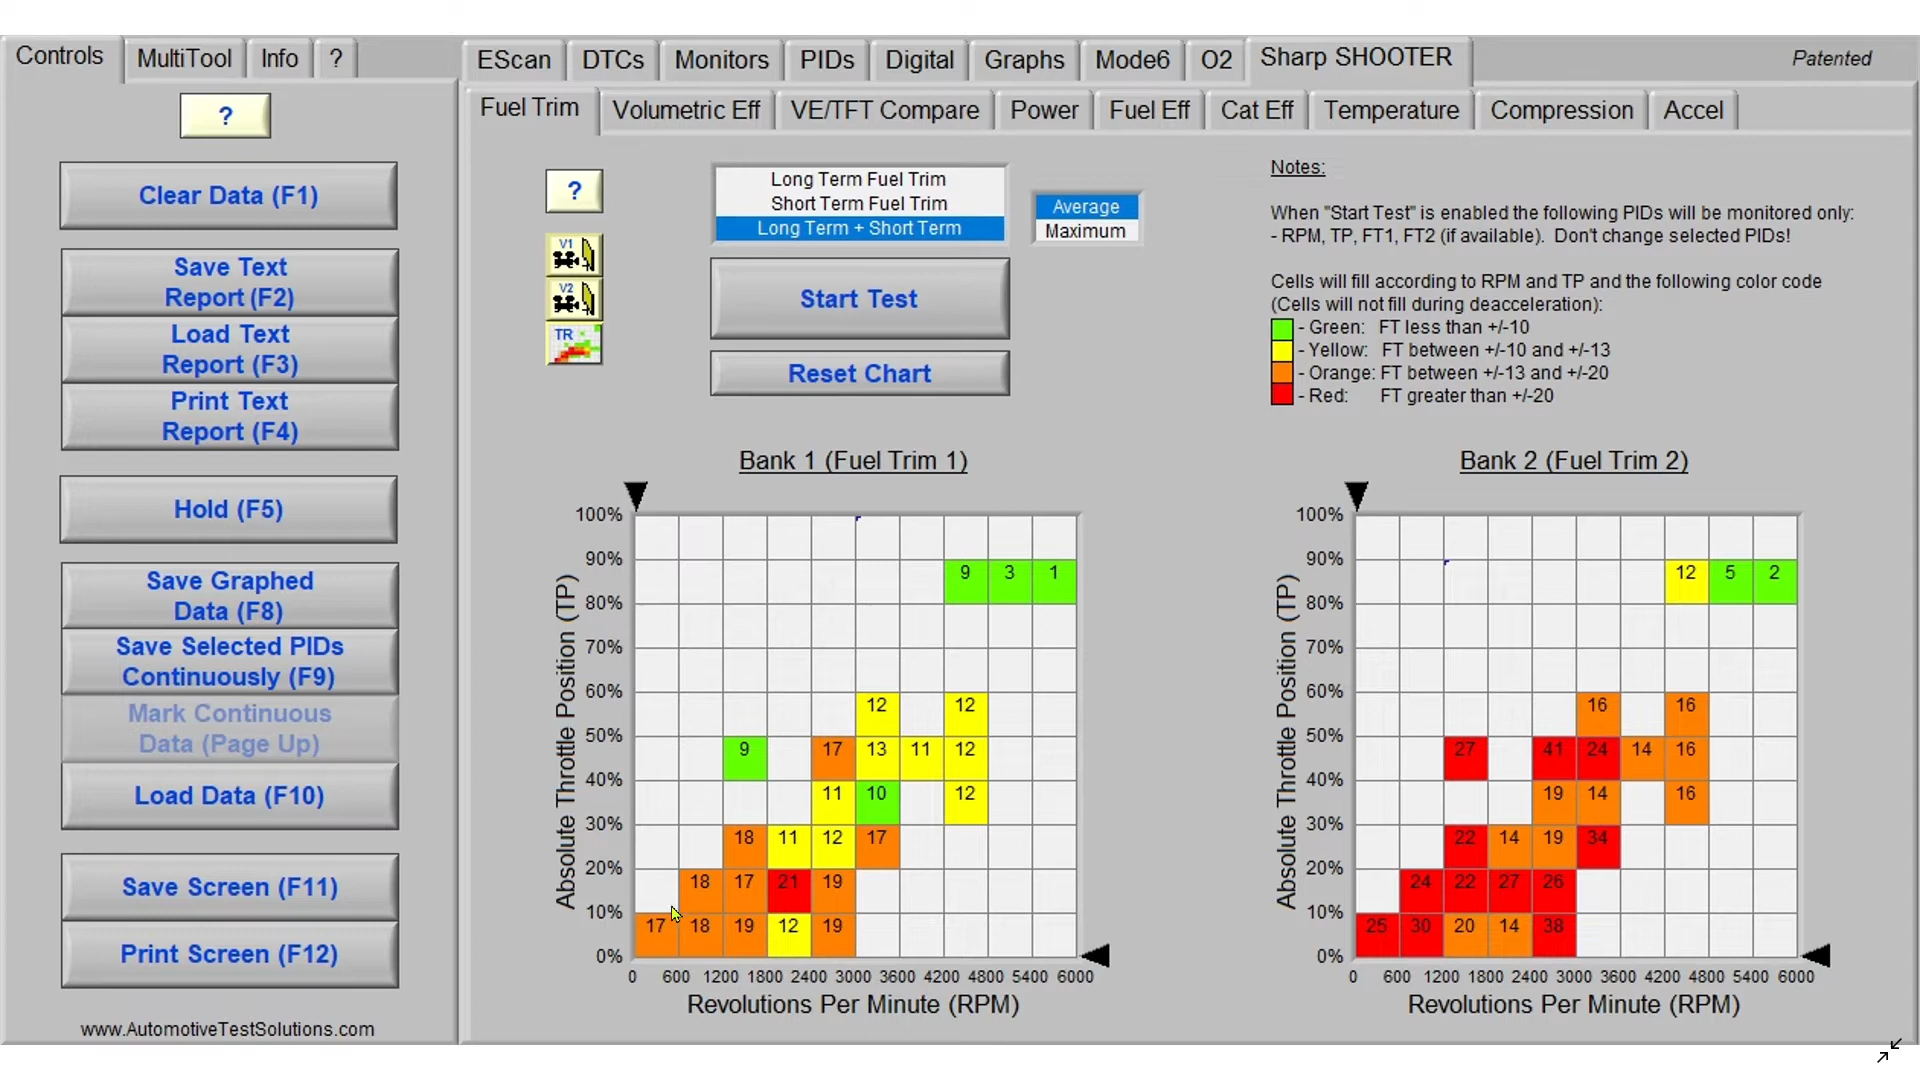 Controls
MultiTool
Info
?
EScan
DTCs
Monitors
PIDs
Digital
Graphs
Mode6
O2
Sharp SHOOTER
Patented
Fuel Trim
Volumetric Eff
VE/TFT Compare
Power
Fuel Eff
Cat Eff
Temperature
Compression
Accel
?
Clear Data (F1)
Save Text
Report (F2)
Load Text
Report (F3)
Print Text
Report (F4)
Hold (F5)
Save Graphed
Data (F8)
Save Selected PIDs
Continuously (F9)
Mark Continuous
Data (Page Up)
Load Data (F10)
Save Screen (F11)
Print Screen (F12)
www.AutomotiveTestSolutions.com
?
V1
V2
TR
Long Term Fuel Trim
Short Term Fuel Trim
Long Term + Short Term
Average
Maximum
Start Test
Reset Chart
Notes:
When "Start Test" is enabled the following PIDs will be monitored only:
- RPM, TP, FT1, FT2 (if available). Don't change selected PIDs!
Cells will fill according to RPM and TP and the following color code
(Cells will not fill during deacceleration):
- Green: FT less than +/-10
- Yellow: FT between +/-10 and +/-13
- Orange: FT between +/-13 and +/-20
- Red: FT greater than +/-20
Bank 1 (Fuel Trim 1)
Absolute Throttle Position (TP)
100%
90%
9 3 1
80%
70%
60%
12 12
50%
9 17 13 11 12
40%
11 10 12
30%
18 11 12 17
20%
18 17 21 19
10%
17 18 19 12 19
0%
0 600 1200 1800 2400 3000 3600 4200 4800 5400 6000
Revolutions Per Minute (RPM)
Bank 2 (Fuel Trim 2)
Absolute Throttle Position (TP)
100%
90%
12 5 2
80%
70%
60%
16 16
50%
27 41 24 14 16
40%
19 14 16
30%
22 14 19 34
20%
24 22 27 26
10%
25 30 20 14 38
0%
0 600 1200 1800 2400 3000 3600 4200 4800 5400 6000
Revolutions Per Minute (RPM)